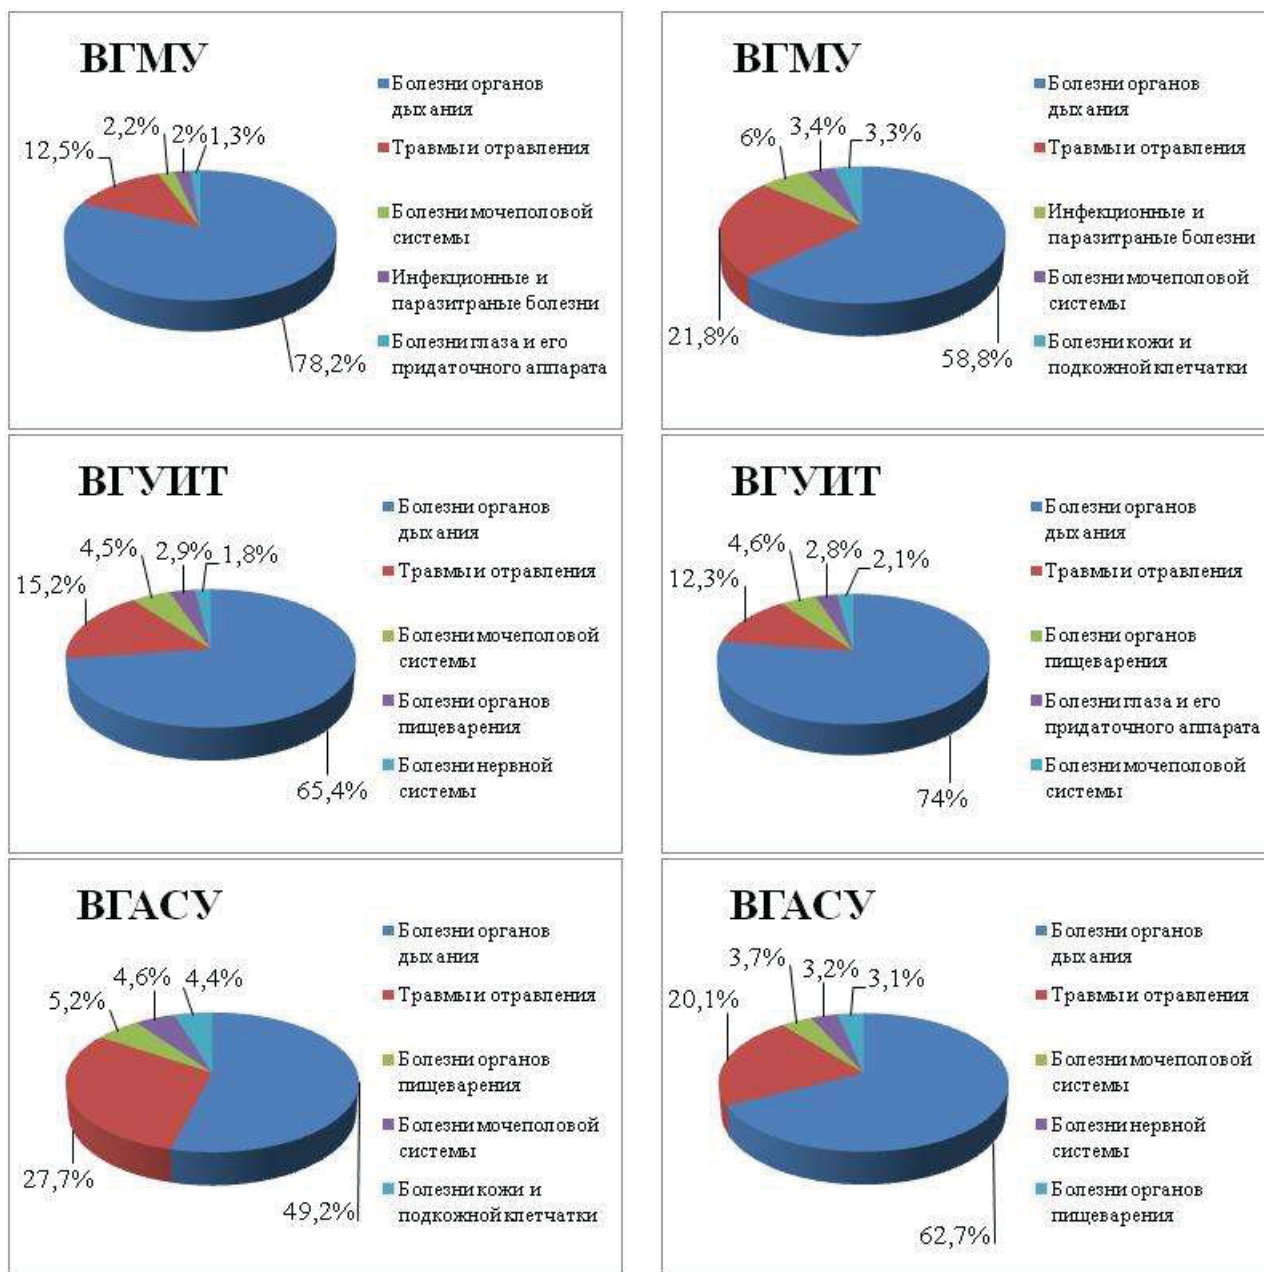 ВГМУ
2,2%
2%
1,3%
12,5%
78,2%
Болезни органов
дыхания
Травмы и отравления
Болезни мочеполовой
системы
Инфекционные и
паразитраные болезни
Болезни глаза и его
придаточного аппарата
ВГМУ
6%
3,4%
3,3%
21,8%
58,8%
Болезни органов
дыхания
Травмы и отравления
Инфекционные и
паразитраные болезни
Болезни мочеполовой
системы
Болезни кожи и
подкожной клетчатки
ВГУИТ
4,5%
2,9%
1,8%
15,2%
65,4%
Болезни органов
дыхания
Травмы и отравления
Болезни мочеполовой
системы
Болезни органов
пищеварения
Болезни нервной
системы
ВГУИТ
4,6%
2,8%
2,1%
12,3%
74%
Болезни органов
дыхания
Травмы и отравления
Болезни органов
пищеварения
Болезни глаза и его
придаточного аппарата
Болезни мочеполовой
системы
ВГАСУ
4,6%
4,4%
5,2%
27,7%
49,2%
Болезни органов
дыхания
Травмы и отравления
Болезни органов
пищеварения
Болезни мочеполовой
системы
Болезни кожи и
подкожной клетчатки
ВГАСУ
3,7%
3,2%
3,1%
20,1%
62,7%
Болезни органов
дыхания
Травмы и отравления
Болезни мочеполовой
системы
Болезни нервной
системы
Болезни органов
пищеварения